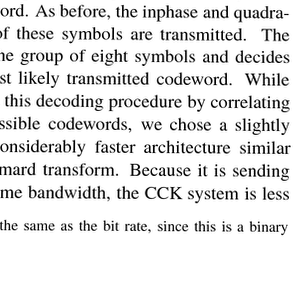 ord. As before, the inphase and quadra-
of these symbols are transmitted. The
he group of eight symbols and decides
st likely transmitted codeword. While
this decoding procedure by correlating
ssible codewords, we chose a slightly
onsiderably faster architecture similar
mard transform. Because it is sending
me bandwidth, the CCK system is less
the same as the bit rate, since this is a binary